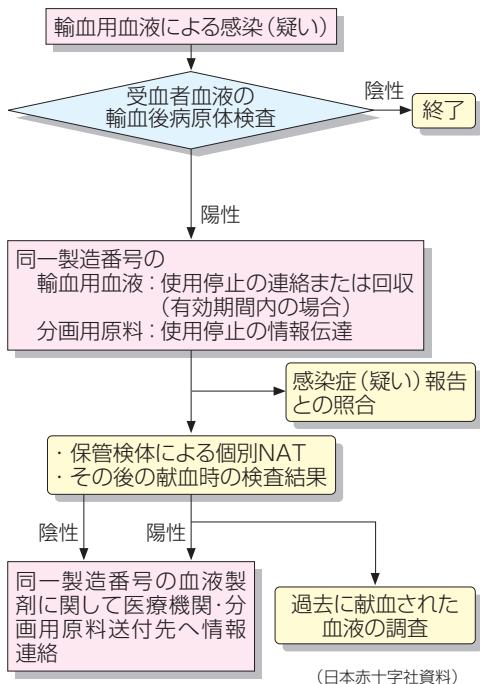 輸血用血液による感染（疑い）
受血者血液の
輸血後病原体検査
陰性
終了
陽性
同一製造番号の
輸血用血液：使用停止の連絡または回収
（有効期間内の場合）
分画用原料：使用停止の情報伝達
感染症（疑い）報告
との照合
・保管検体による個別NAT
・その後の献血時の検査結果
陰性
陽性
同一製造番号の血液製
剤に関して医療機関・分
画用原料送付先へ情報
連絡
過去に献血された
血液の調査
（日本赤十字社資料）